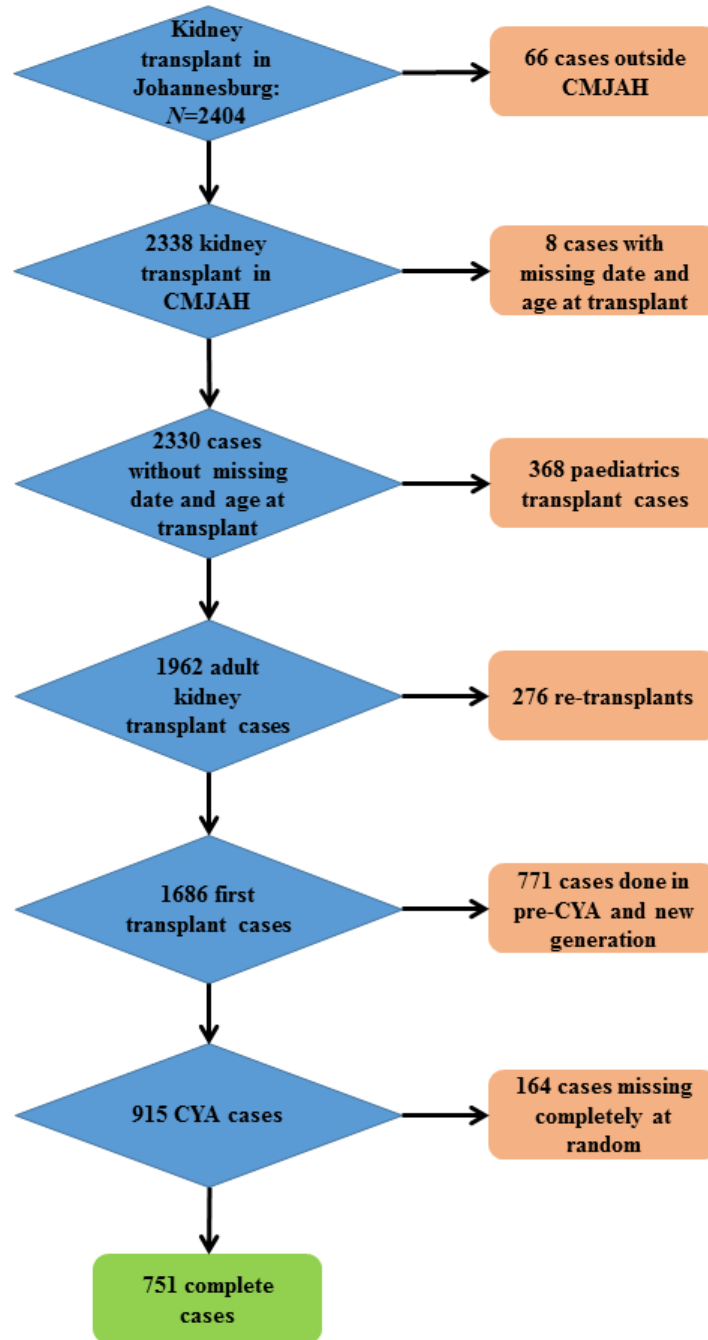 Kidney
transplant in
Johannesburg:
N=2404
66 cases outside
CMJAH
2338 kidney
transplant in
CMJAH
8 cases with
missing date and
age at transplant
2330 cases
without missing
date and age at
transplant
368 paediatrics
transplant cases
1962 adult
kidney
transplant cases
276 re-transplants
1686 first
transplant cases
771 cases done in
pre-CYA and new
generation
915 CYA cases
164 cases missing
completely at
random
751 complete
cases